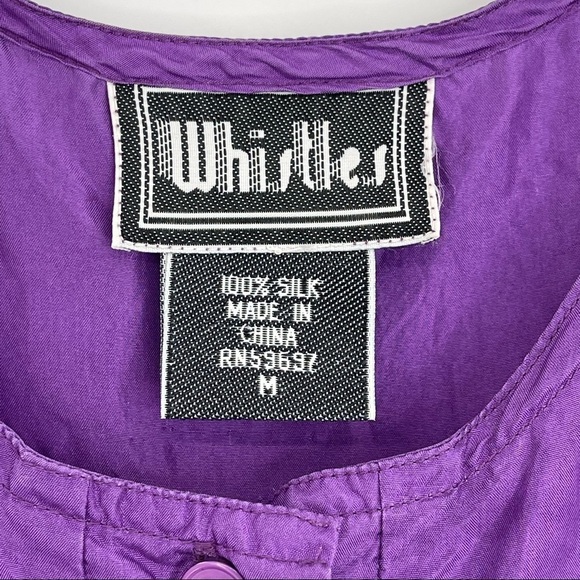 Whistles
100% SILK
MADE IN
CHINA
RN59697
M